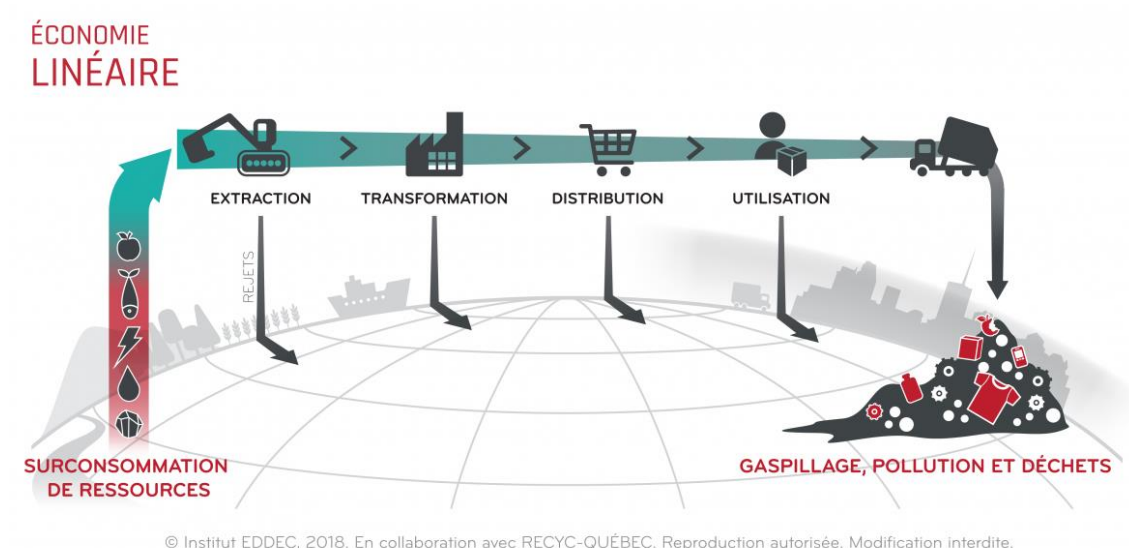 ÉCONOMIE
LINÉAIRE
EXTRACTION
TRANSFORMATION
DISTRIBUTION
UTILISATION
REJETS
SURCONSOMMATION
DE RESSOURCES
GASPILLAGE, POLLUTION ET DÉCHETS
© Institut EDDEC, 2018. En collaboration avec RECYC-QUÉBEC. Reproduction autorisée. Modification interdite.